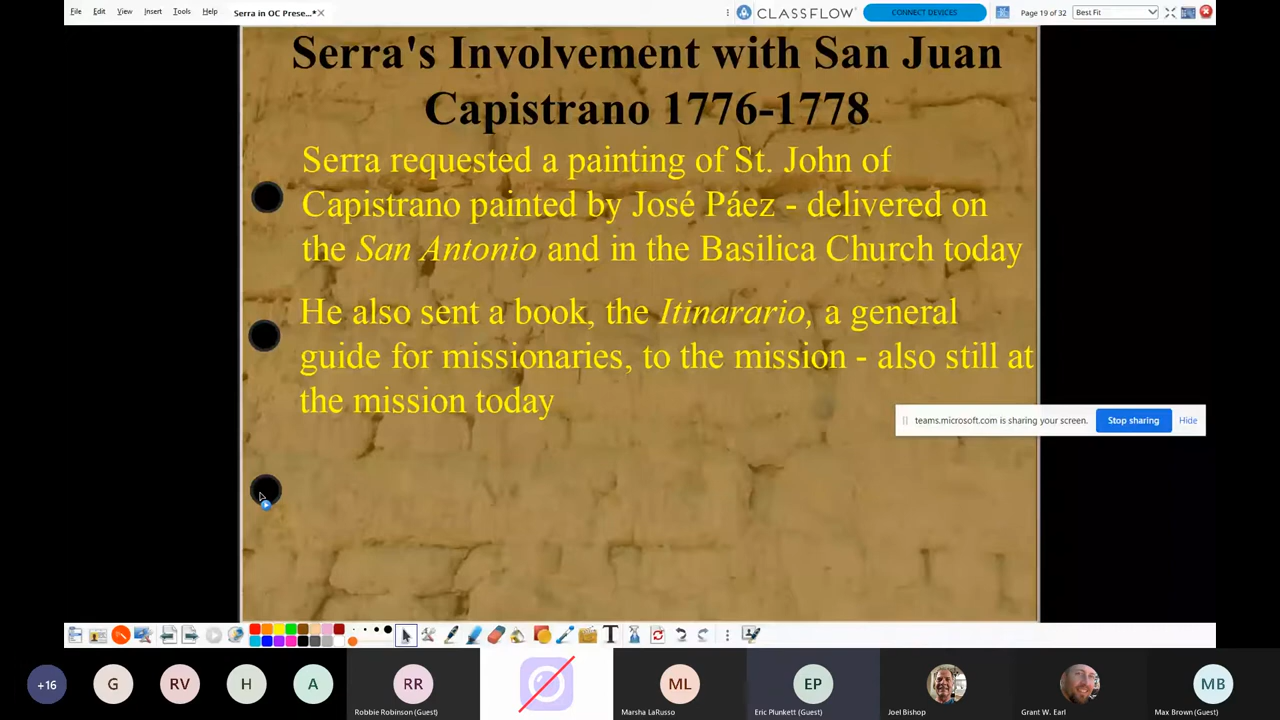 File Edit View Insert Tools Help Serra in OC Prese...* CLASSFLOW CONNECT DEVICES Page 19 of 32 Best Fit
Serra's Involvement with San Juan
Capistrano 1776-1778
Serra requested a painting of St. John of
Capistrano painted by José Páez - delivered on
the San Antonio and in the Basilica Church today
He also sent a book, the Itinarario, a general
guide for missionaries, to the mission - also still at
the mission today
teams.microsoft.com is sharing your screen. Stop sharing Hide
T
+16 G RV H A RR ML EP MB
Robbie Robinson (Guest) Marsha LaRusso Eric Plunkett (Guest) Joel Bishop Grant W. Earl Max Brown (Guest)